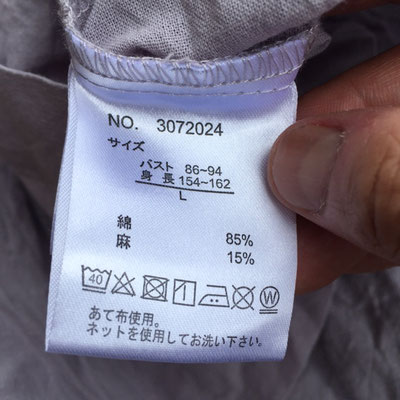 NO. 3072024
サイズ
バスト 86~94
身長 154~162
L
綿 85%
麻 15%
40 W
あて布使用。
ネットを使用してお洗い下さい。